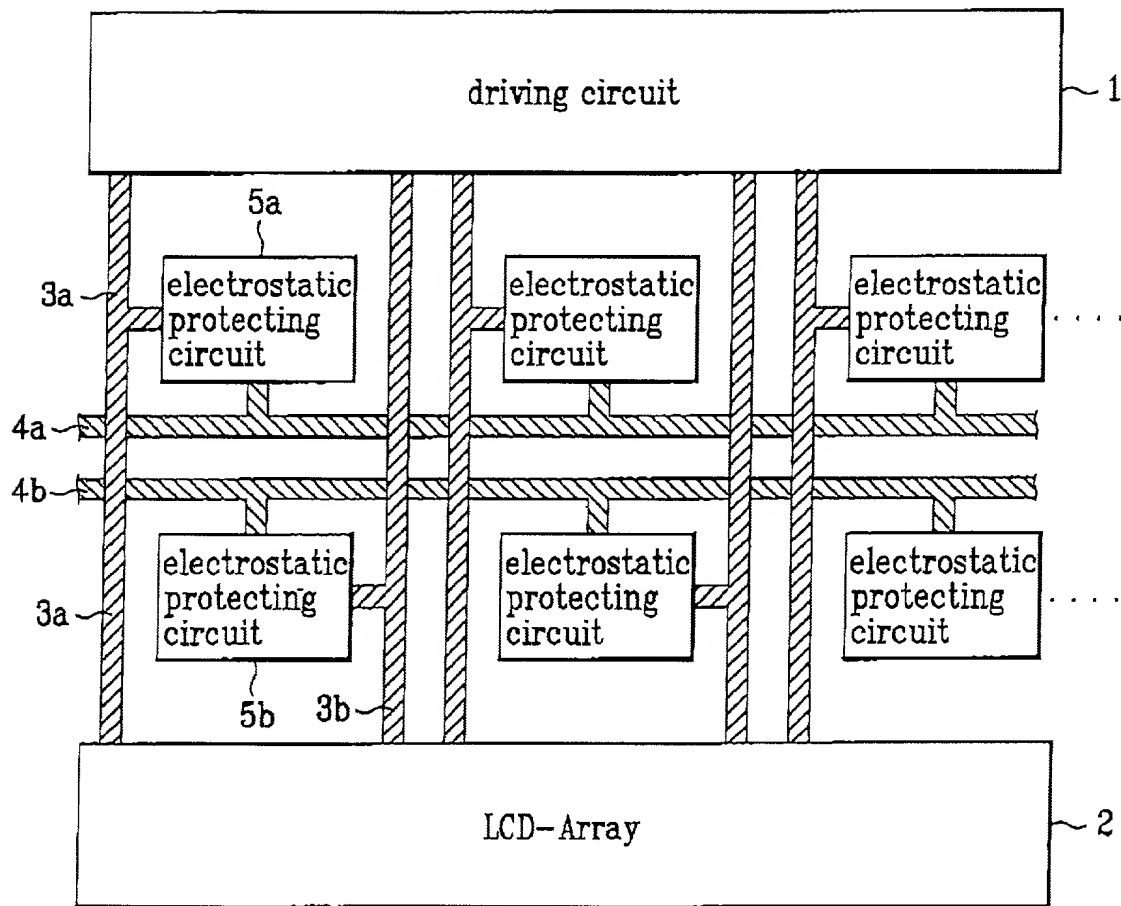 driving circuit
1
5a
3a
electrostatic
protecting
circuit
electrostatic
protecting
circuit
electrostatic
protecting
circuit
. . . .
4a
4b
3a
electrostatic
protecting
circuit
electrostatic
protecting
circuit
electrostatic
protecting
circuit
. . . .
5b
3b
LCD-Array
2